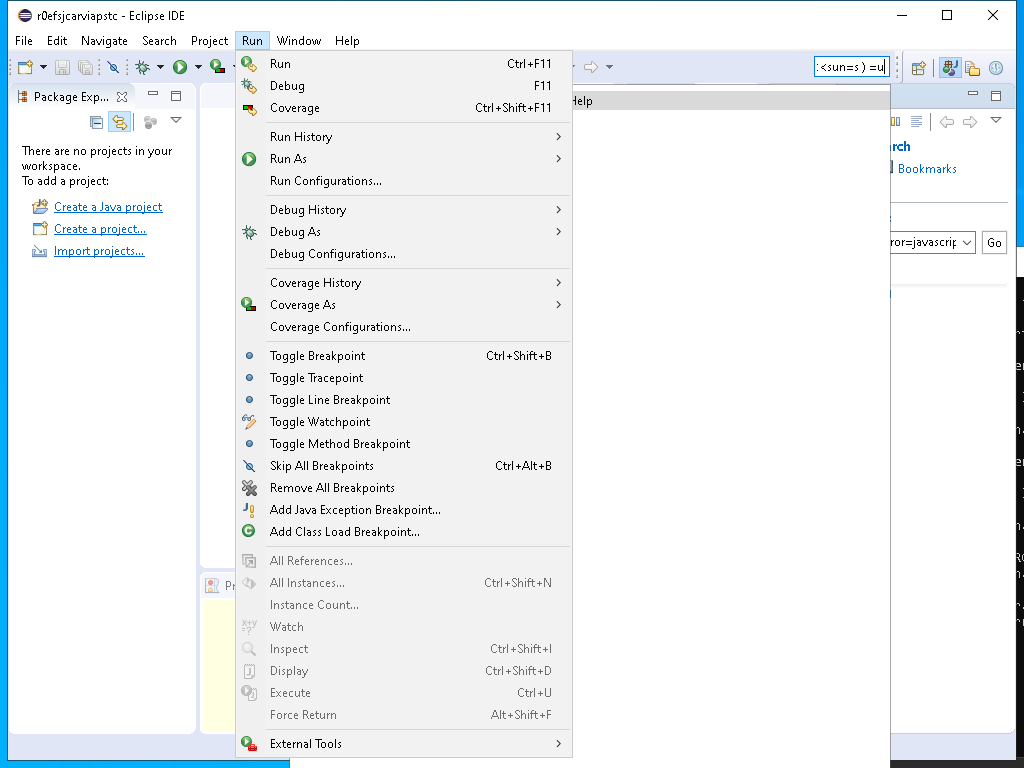 r0efsjcarviapstc - Eclipse IDE
File Edit Navigate Search Project Run Window Help
:<sun=s ) =u
Package Exp...
There are no projects in your
workspace.
To add a project:
Create a Java project
Create a project...
Import projects...
Run Ctrl+F11
Debug F11
Coverage Ctrl+Shift+F11
Run History
Run As
Run Configurations...
Debug History
Debug As
Debug Configurations...
Coverage History
Coverage As
Coverage Configurations...
Toggle Breakpoint Ctrl+Shift+B
Toggle Tracepoint
Toggle Line Breakpoint
Toggle Watchpoint
Toggle Method Breakpoint
Skip All Breakpoints Ctrl+Alt+B
Remove All Breakpoints
Add Java Exception Breakpoint...
Add Class Load Breakpoint...
All References...
All Instances... Ctrl+Shift+N
Instance Count...
Watch
Inspect Ctrl+Shift+I
Display Ctrl+Shift+D
Execute Ctrl+U
Force Return Alt+Shift+F
External Tools
Help
rch
Bookmarks
ror=javascrip
Go
Pr